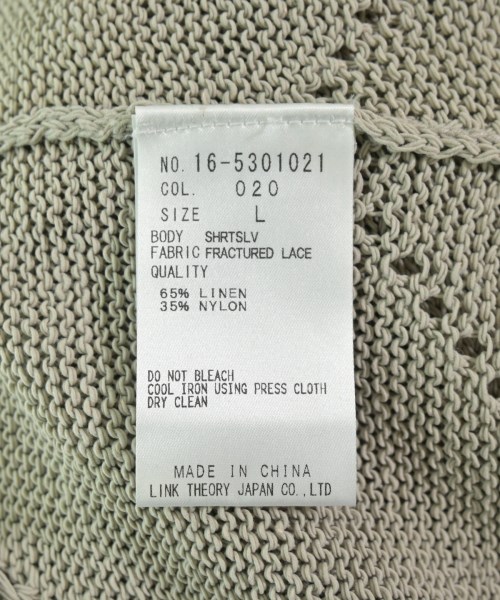 NO. 16-5301021
COL. 020
SIZE L
BODY SHRTSLV
FABRIC FRACTURED LACE
QUALITY
65% LINEN
35% NYLON
DO NOT BLEACH
COOL IRON USING PRESS CLOTH
DRY CLEAN
MADE IN CHINA
LINK THEORY JAPAN CO.,LTD